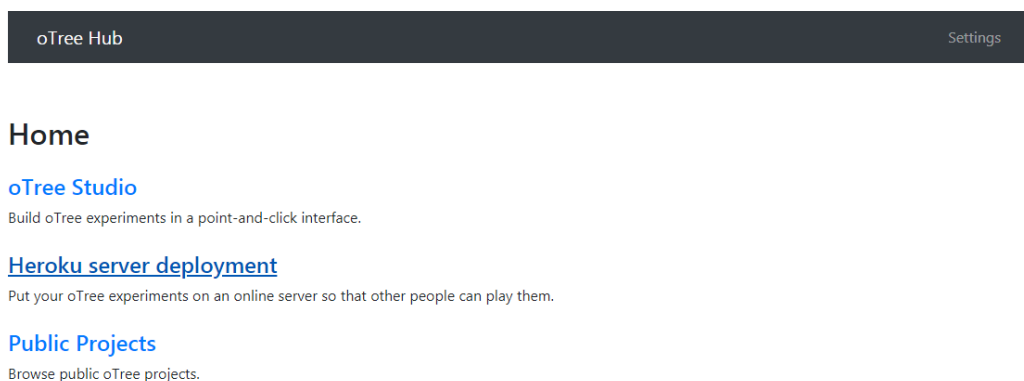 oTree Hub
Settings
Home
oTree Studio
Build oTree experiments in a point-and-click interface.
Heroku server deployment
Put your oTree experiments on an online server so that other people can play them.
Public Projects
Browse public oTree projects.